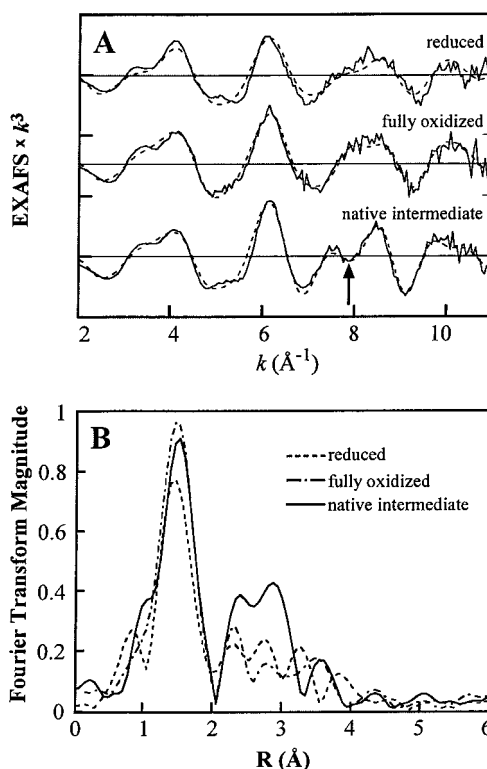 A
reduced
fully oxidized
native intermediate
EXAFS × k³
2 4 6 8 10
k (Å⁻¹)
B
reduced
fully oxidized
native intermediate
Fourier Transform Magnitude
1
0.8
0.6
0.4
0.2
0
0 1 2 3 4 5 6
R (Å)